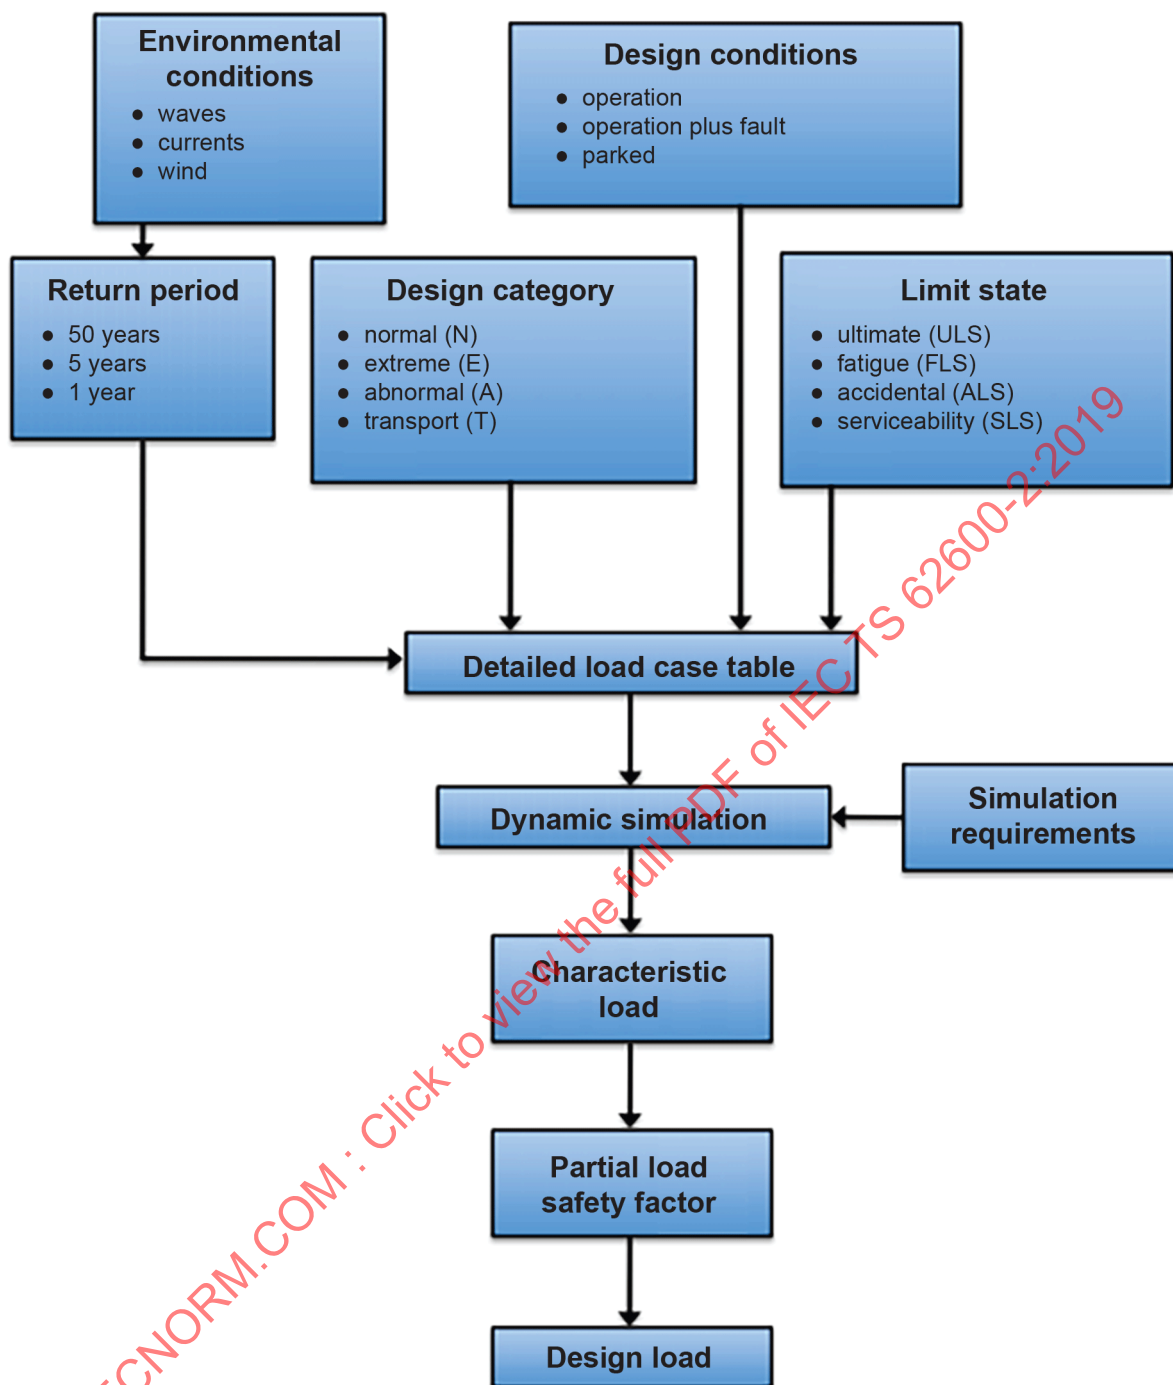 Environmental
conditions
● waves
● currents
● wind
Design conditions
● operation
● operation plus fault
● parked
Return period
● 50 years
● 5 years
● 1 year
Design category
● normal (N)
● extreme (E)
● abnormal (A)
● transport (T)
Limit state
● ultimate (ULS)
● fatigue (FLS)
● accidental (ALS)
● serviceability (SLS)
Detailed load case table
Dynamic simulation
Simulation
requirements
Characteristic
load
Partial load
safety factor
Design load
ECNORM.COM : Click to view the full PDF of IEC TS 62600-2:2019